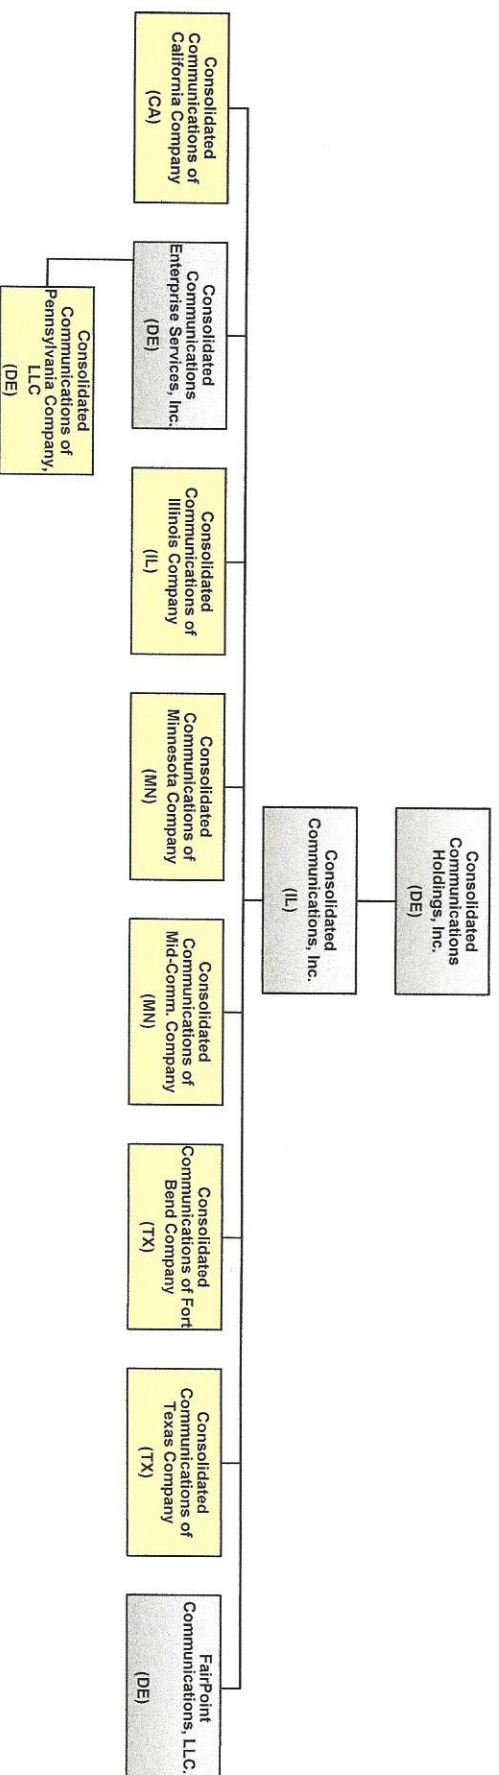 Consolidated
Communications
Holdings, Inc.
(DE)
Consolidated
Communications, Inc.
(IL)
Consolidated
Communications of
California Company
(CA)
Consolidated
Communications
Enterprise Services, Inc.
(DE)
Consolidated
Communications of
Illinois Company
(IL)
Consolidated
Communications of
Minnesota Company
(MN)
Consolidated
Communications of
Mid-Comm. Company
(MN)
Consolidated
Communications of Fort
Bend Company
(TX)
Consolidated
Communications of
Texas Company
(TX)
FairPoint
Communications, LLC.
(DE)
Consolidated
Communications of
Pennsylvania Company,
LLC
(DE)